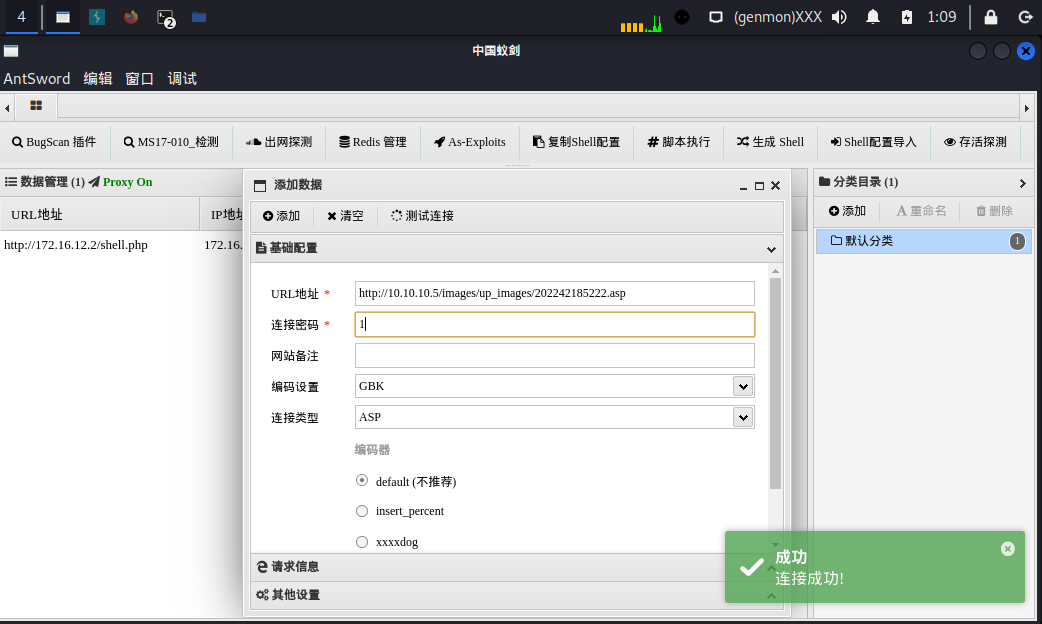 4
2
(genmon)XXX
1:09
中国蚁剑
AntSword 编辑 窗口 调试
BugScan 插件 MS17-010_检测 出网探测 Redis 管理 As-Exploits 复制Shell配置 脚本执行 生成 Shell Shell配置导入 存活探测
数据管理 (1) Proxy On
URL地址 IP地
http://172.16.12.2/shell.php 172.16.
添加数据
添加 清空 测试连接
基础配置
URL地址 * http://10.10.10.5/images/up_images/202242185222.asp
连接密码 * 1
网站备注
编码设置 GBK
连接类型 ASP
编码器
default (不推荐)
insert_percent
xxxxdog
请求信息
其他设置
分类目录 (1)
添加 重命名 删除
默认分类 1
成功
连接成功!